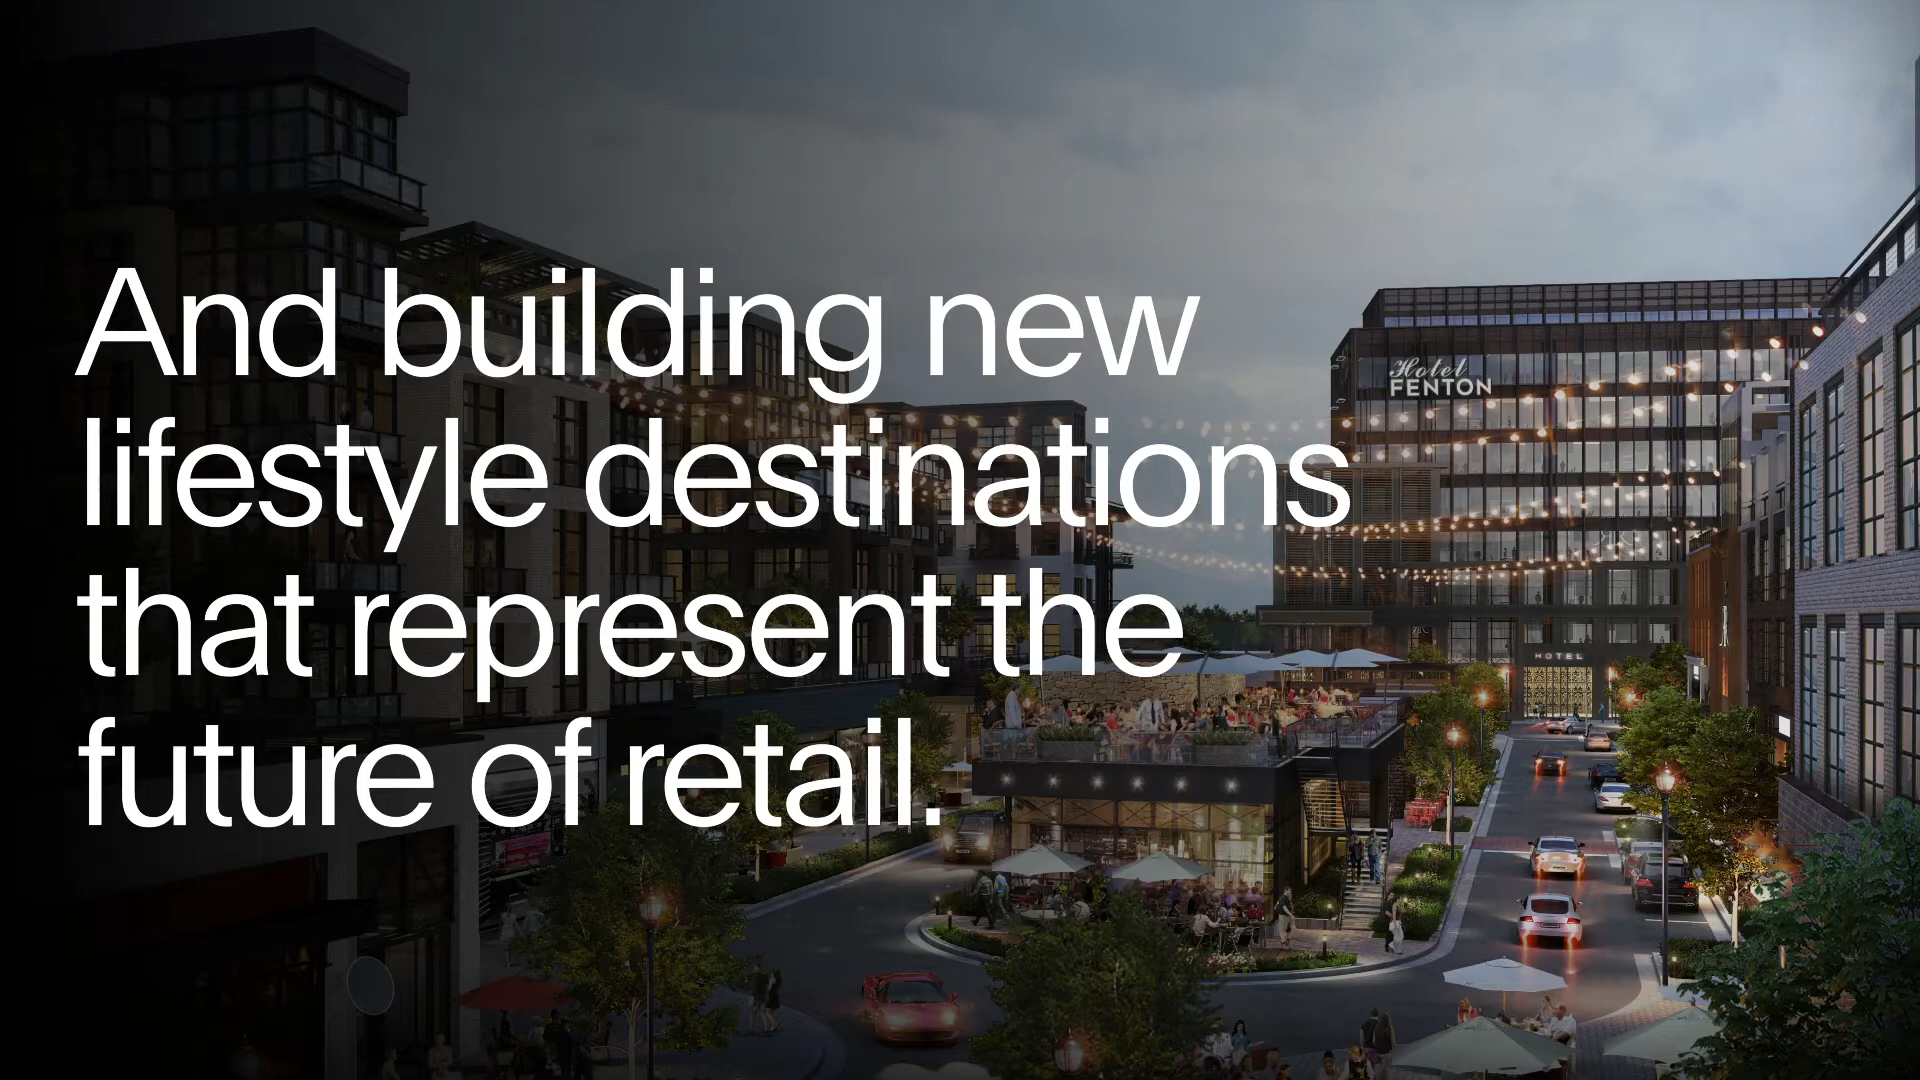 And building new
lifestyle destinations
that represent the
future of retail.
Hotel
FENTON
HOTEL